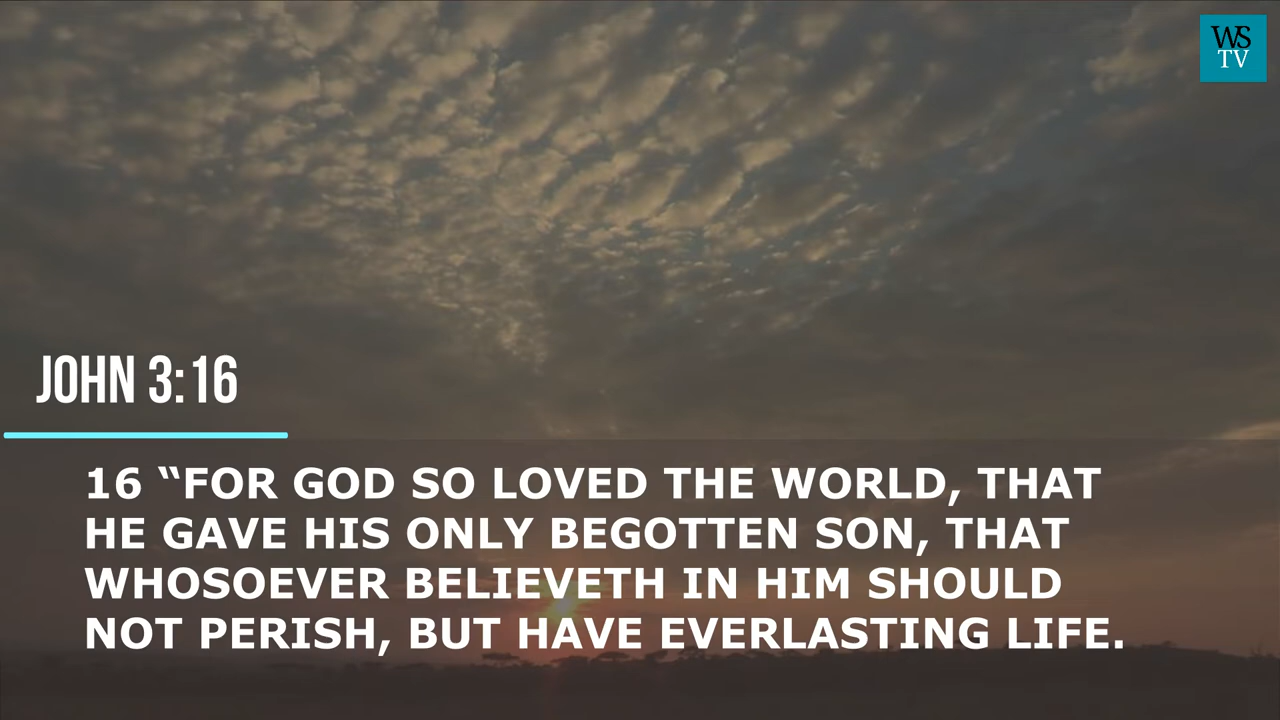 WS
TV
JOHN 3:16
16 “FOR GOD SO LOVED THE WORLD, THAT
HE GAVE HIS ONLY BEGOTTEN SON, THAT
WHOSOEVER BELIEVETH IN HIM SHOULD
NOT PERISH, BUT HAVE EVERLASTING LIFE.